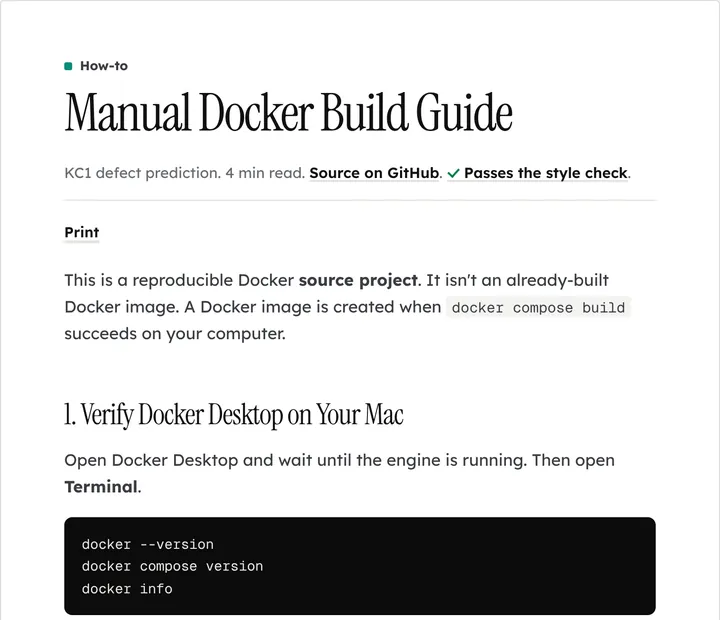 How-to
Manual Docker Build Guide
KC1 defect prediction. 4 min read. Source on GitHub. ✓ Passes the style check.
Print
This is a reproducible Docker source project. It isn't an already-built
Docker image. A Docker image is created when docker compose build
succeeds on your computer.
1. Verify Docker Desktop on Your Mac
Open Docker Desktop and wait until the engine is running. Then open
Terminal.
docker --version
docker compose version
docker info